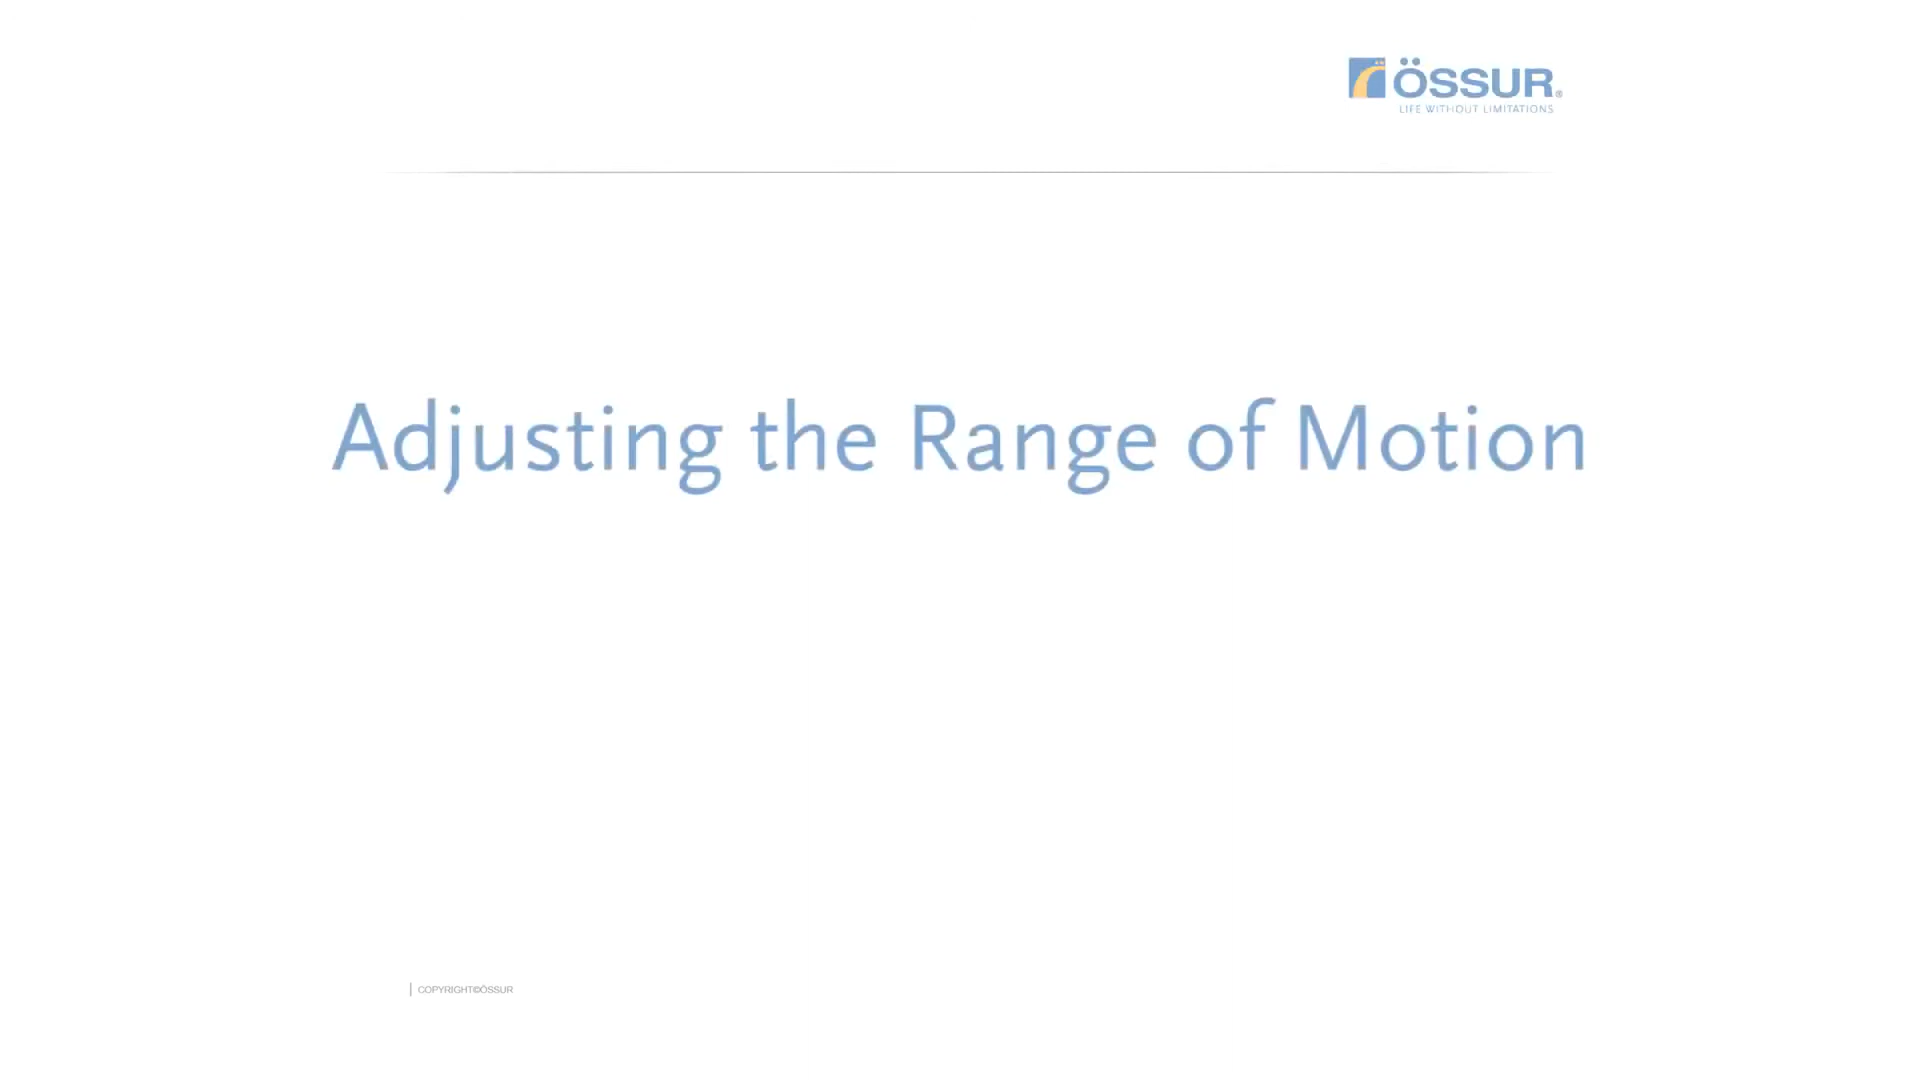 ÖSSUR®
LIFE WITHOUT LIMITATIONS
Adjusting the Range of Motion
COPYRIGHT©ÖSSUR